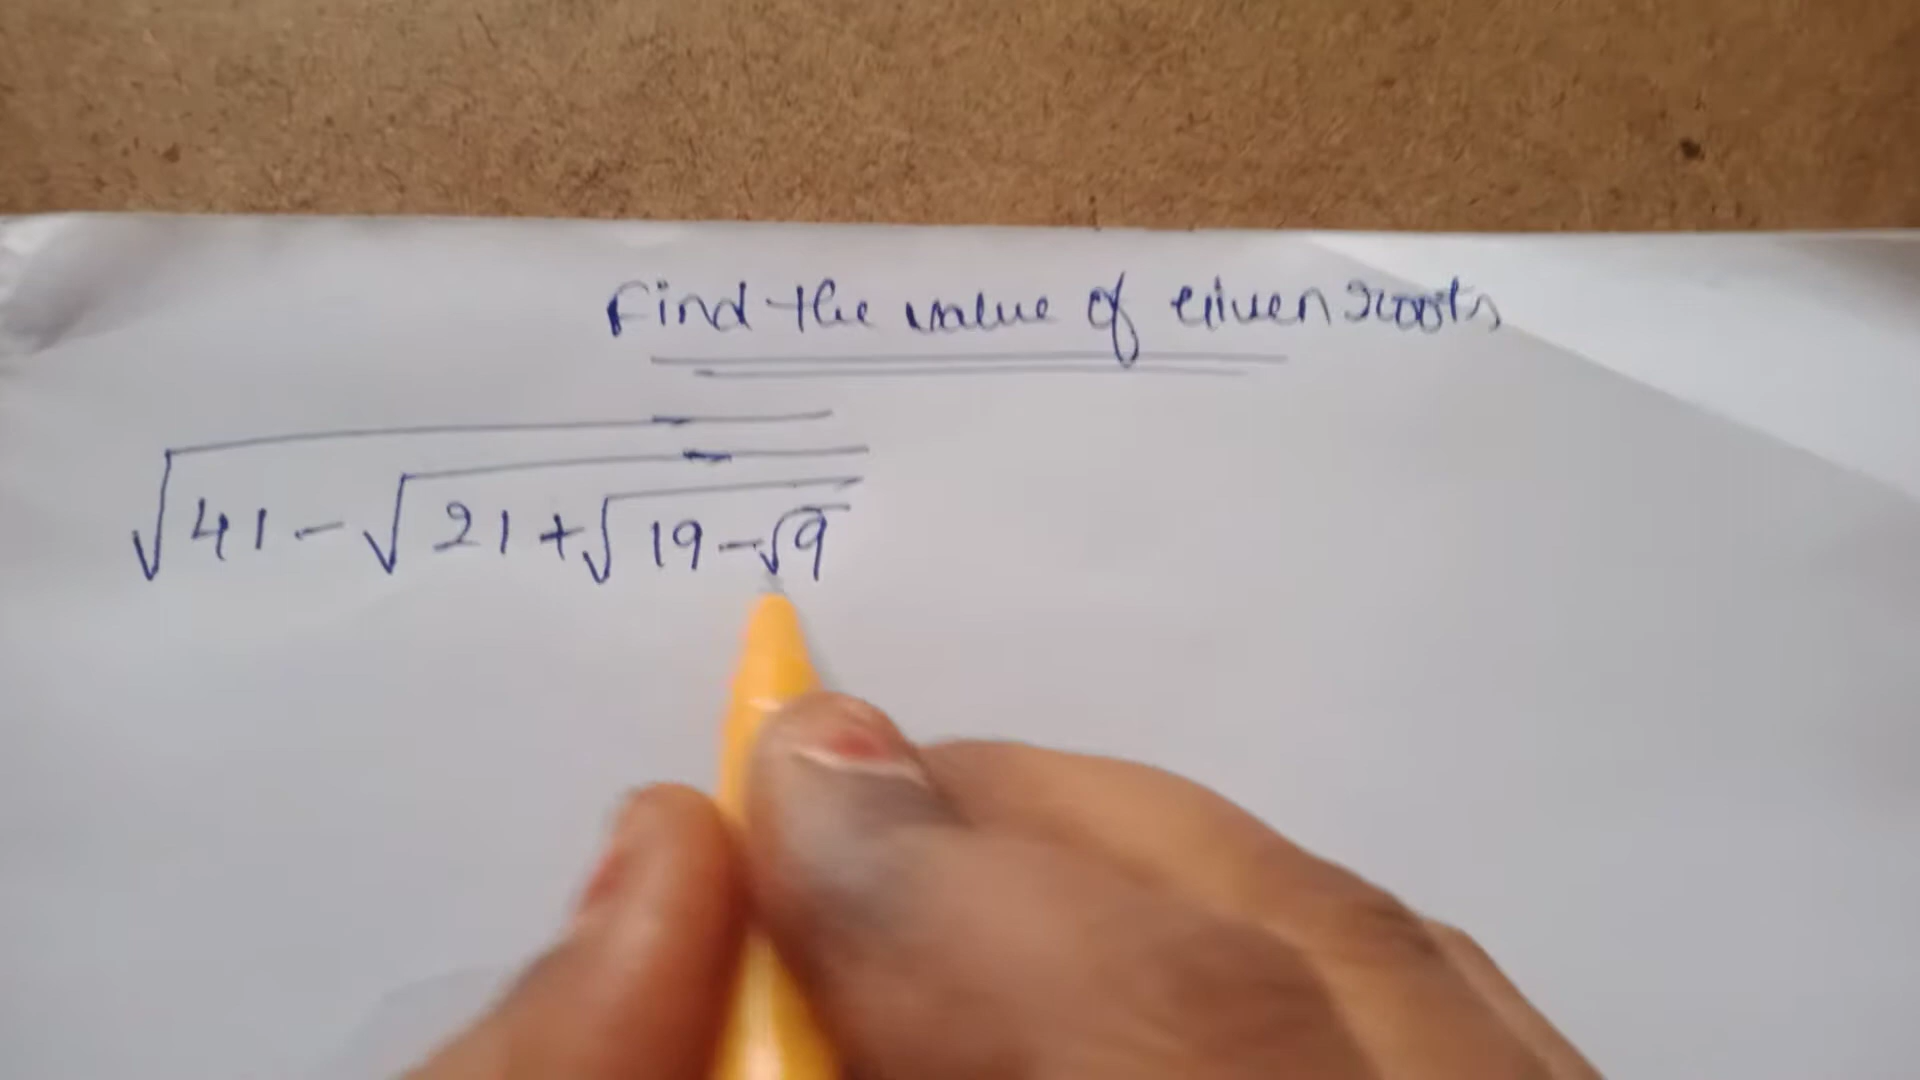 Find the value of given roots
√41-√21+√19-√9